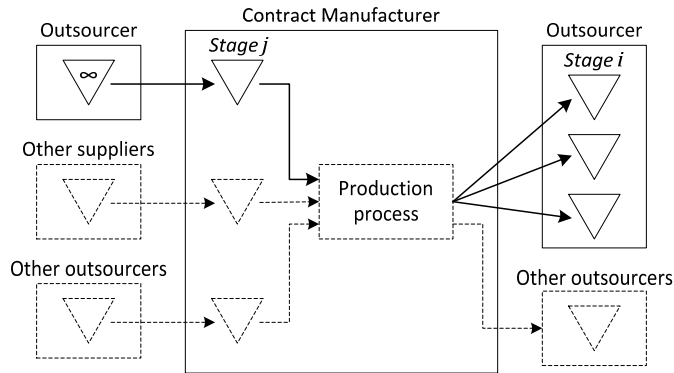 Contract Manufacturer
Outsourcer
Stage j
Outsourcer
Stage i
∞
Other suppliers
Production
process
Other outsourcers
Other outsourcers